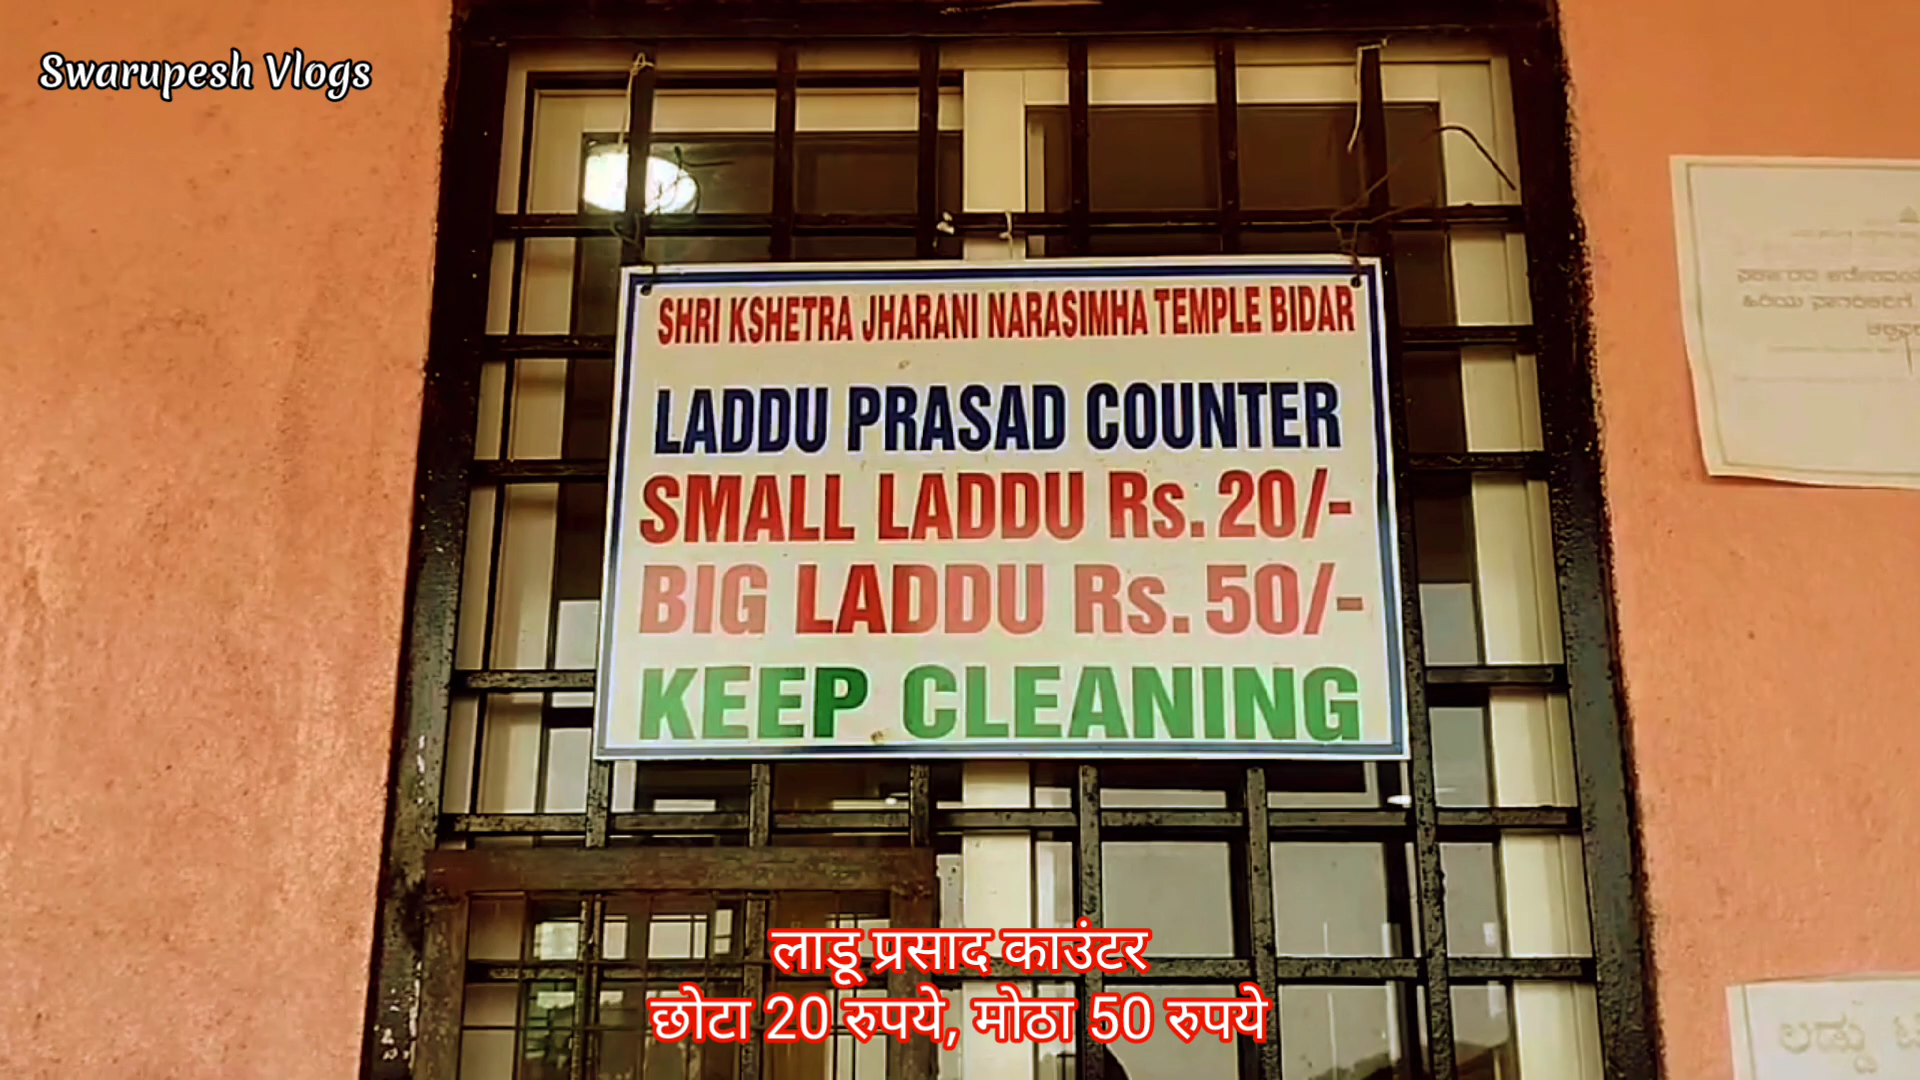 Swarupesh Vlogs
SHRI KSHETRA JHARANI NARASIMHA TEMPLE BIDAR
LADDU PRASAD COUNTER
SMALL LADDU Rs. 20/-
BIG LADDU Rs. 50/-
KEEP CLEANING
लाडू प्रसाद काउंटर
छोटा 20 रुपये, मोठा 50 रुपये
ಲಡ್ಡು